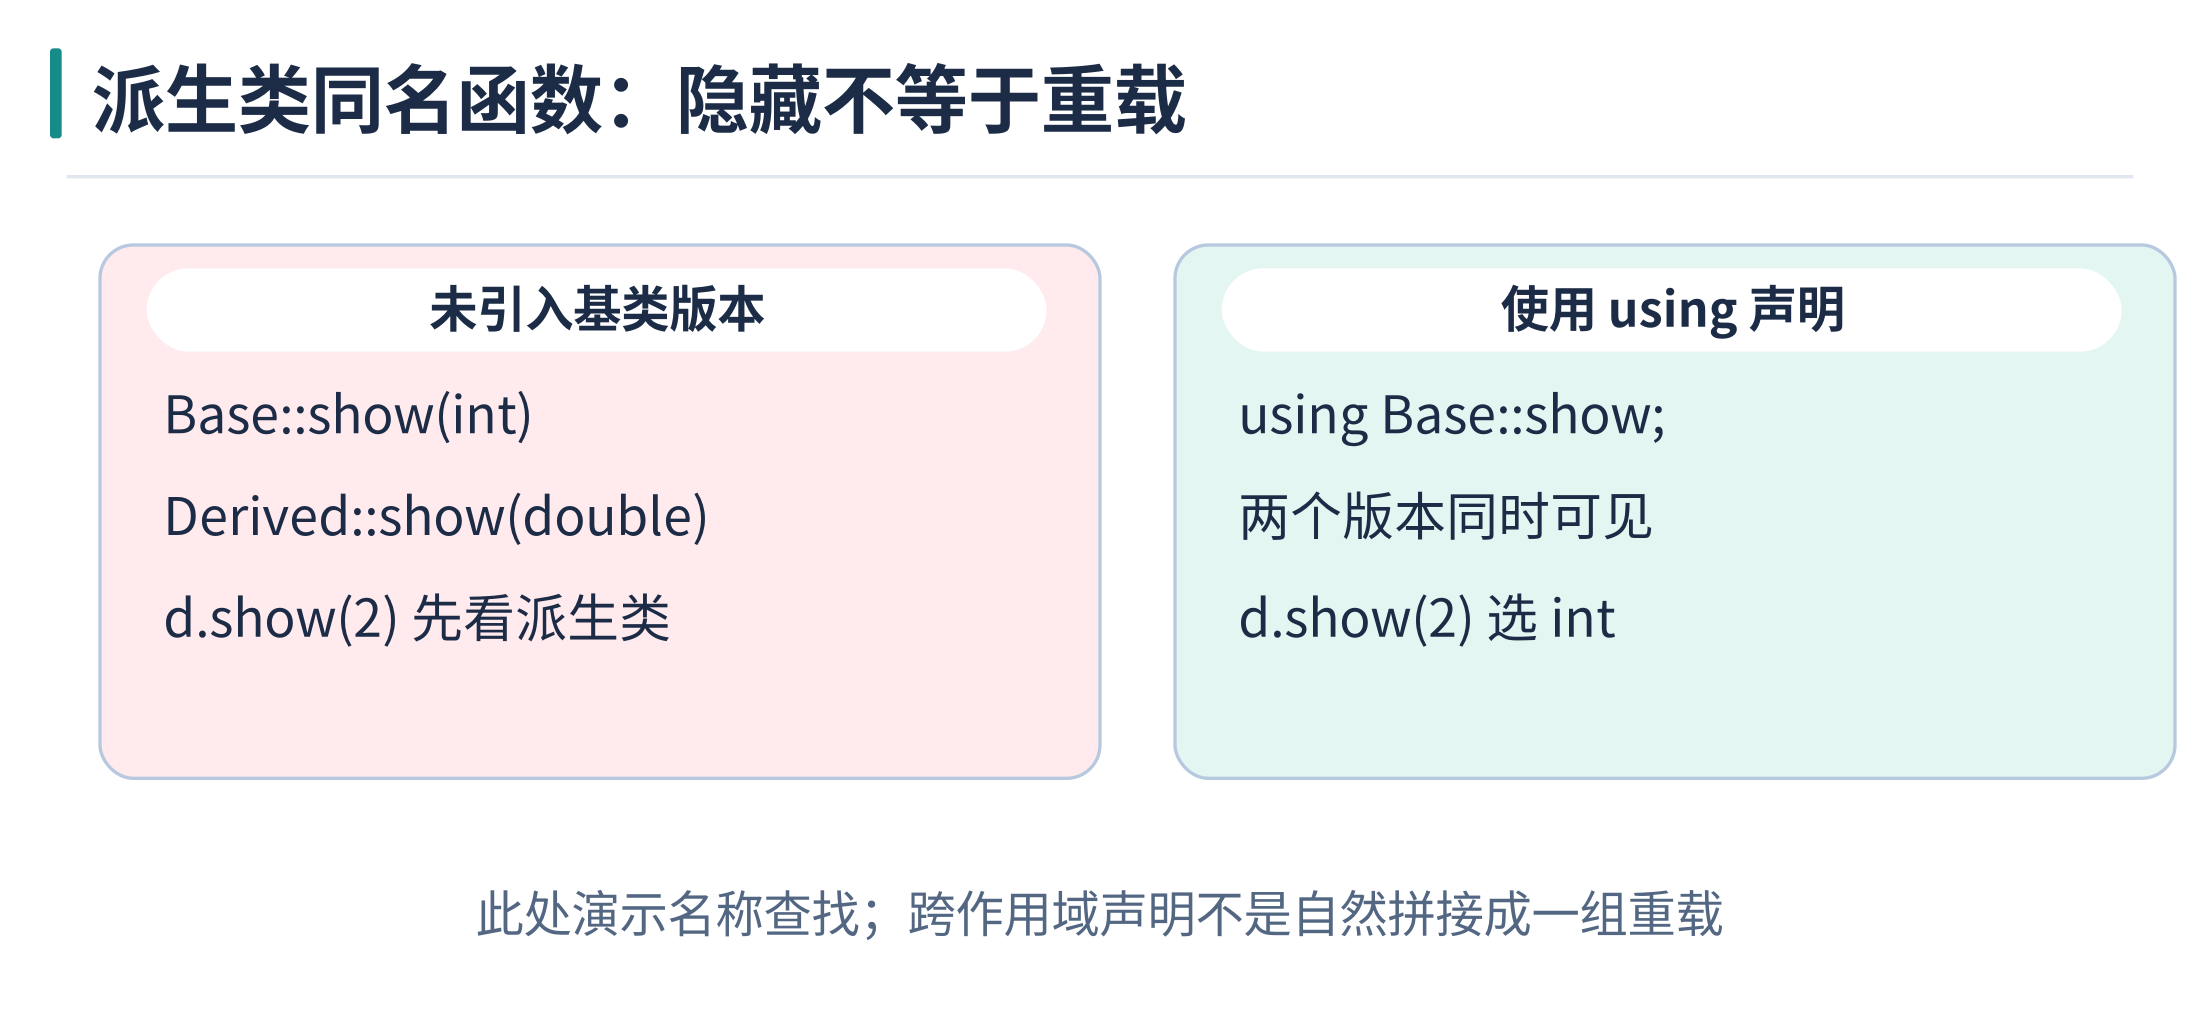 派生类同名函数：隐藏不等于重载
未引入基类版本
Base::show(int)
Derived::show(double)
d.show(2) 先看派生类
使用 using 声明
using Base::show;
两个版本同时可见
d.show(2) 选 int
此处演示名称查找；跨作用域声明不是自然拼接成一组重载